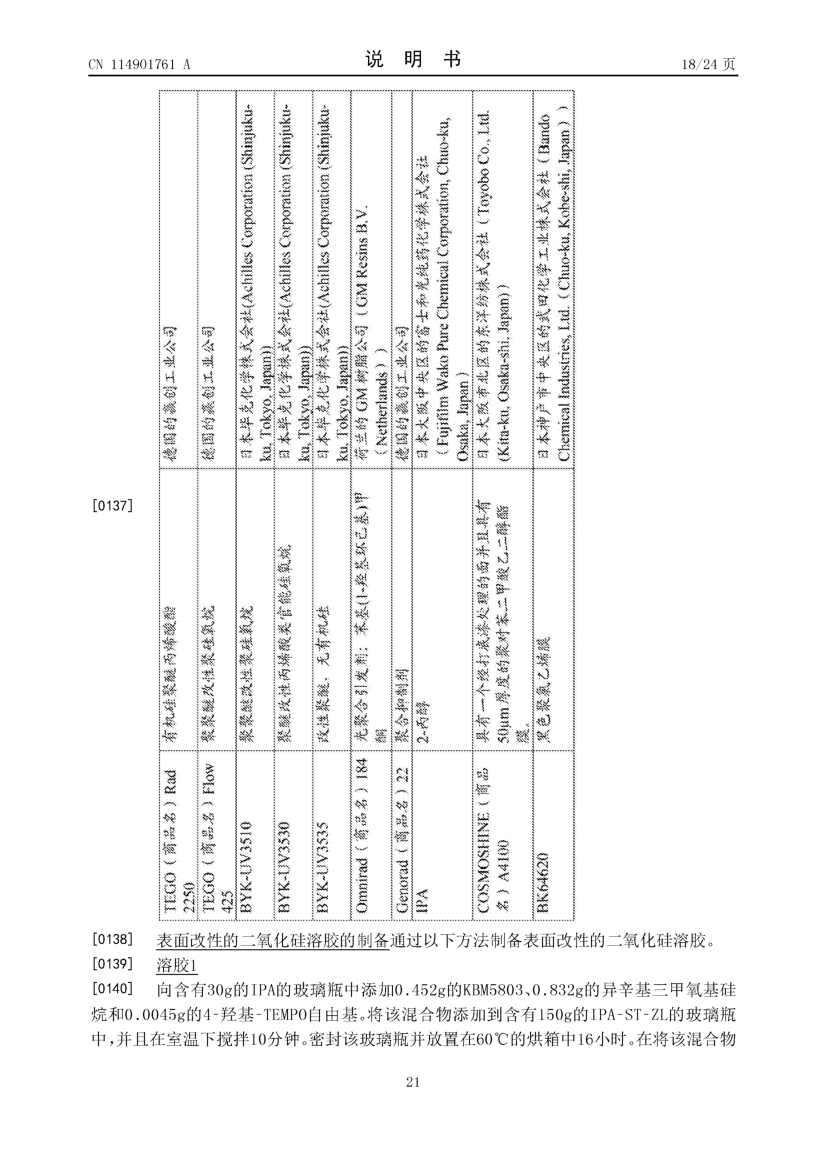 CN 114901761 A
说 明 书
18/24 页
[0137]
TEGO（商品名）Rad
2250
有机硅聚醚丙烯酸酯
德国的赢创工业公司
TEGO（商品名）Flow
425
聚聚醚改性聚硅氧烷
德国的赢创工业公司
BYK-UV3510
聚聚醚改性聚硅氧烷
日本毕克化学株式会社(Achilles Corporation (Shinjuku-
ku, Tokyo, Japan))
BYK-UV3530
聚醚改性丙烯酸类官能硅氧烷
日本毕克化学株式会社(Achilles Corporation (Shinjuku-
ku, Tokyo, Japan))
BYK-UV3535
改性聚醚，无有机硅
日本毕克化学株式会社(Achilles Corporation (Shinjuku-
ku, Tokyo, Japan))
Omnirad（商品名）184
光聚合引发剂：苯基(1-羟基环己基)甲
酮
荷兰的 GM 树脂公司（GM Resins B.V.
（Netherlands））
Genorad（商品名）22
聚合抑制剂
德国的赢创工业公司
IPA
2-丙醇
日本大阪中央区的富士和光纯药化学株式会社
（Fujifilm Wako Pure Chemical Corporation, Chuo-ku,
Osaka, Japan）
COSMOSHINE（商品
名）A4100
具有一个经打底漆处理的面并且具有
50μm 厚度的聚对苯二甲酸乙二醇酯
膜。
日本大阪市北区的东洋纺株式会社（Toyobo Co., Ltd.
(Kita-ku, Osaka-shi, Japan)）
BK64620
黑色聚氯乙烯膜
日本神户市中央区的武田化学工业株式会社（Bando
Chemical Industries, Ltd.（Chuo-ku, Kobe-shi, Japan））
[0138] 表面改性的二氧化硅溶胶的制备通过以下方法制备表面改性的二氧化硅溶胶。
[0139] 溶胶1
[0140] 向含有30g的IPA的玻璃瓶中添加0.452g的KBM5803、0.832g的异辛基三甲氧基硅
烷和0.0045g的4-羟基-TEMPO自由基。将该混合物添加到含有150g的IPA-ST-ZL的玻璃瓶
中，并且在室温下搅拌10分钟。密封该玻璃瓶并放置在60℃的烘箱中16小时。在将该混合物
21